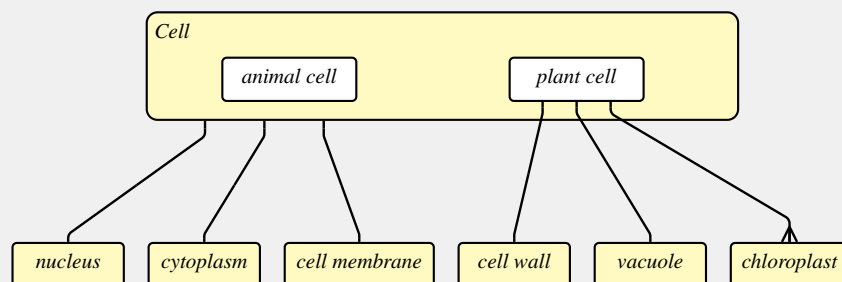 Cell
animal cell
plant cell
nucleus
cytoplasm
cell membrane
cell wall
vacuole
chloroplast